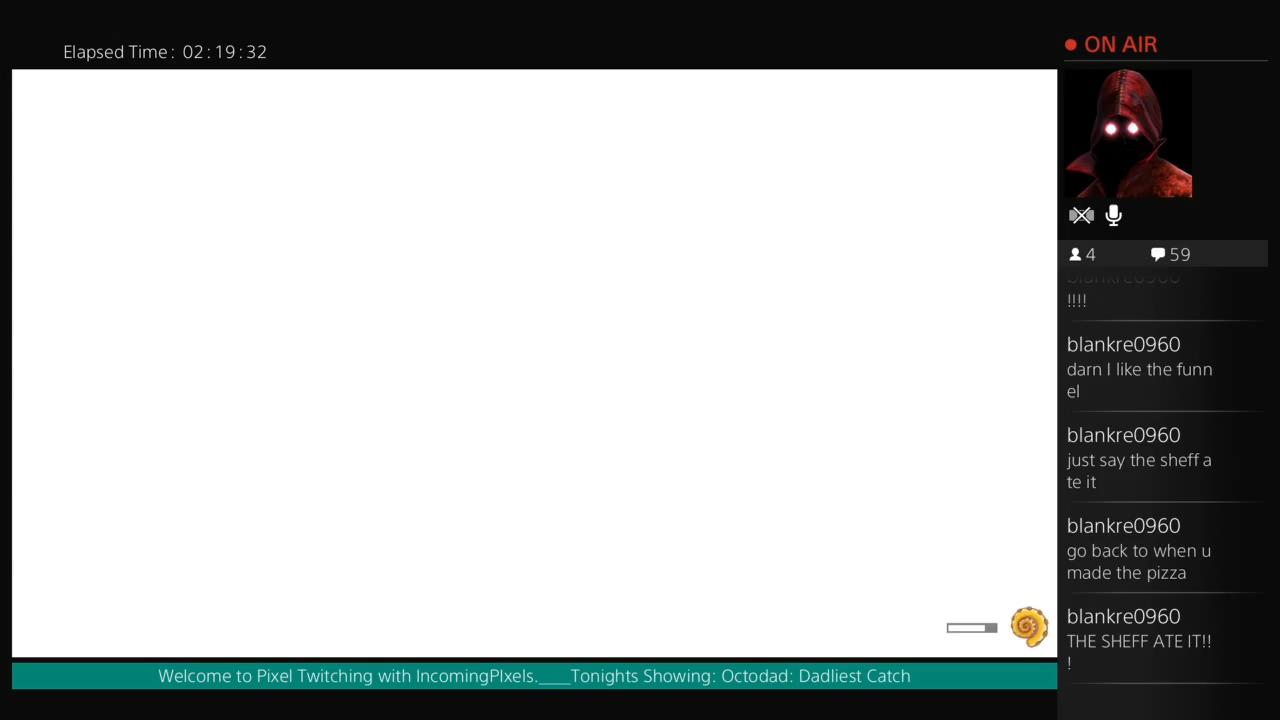 Elapsed Time: 02:19:32
ON AIR
4 59
blankre0960
!!!!
blankre0960
darn I like the funn
el
blankre0960
just say the sheff a
te it
blankre0960
go back to when u
made the pizza
blankre0960
THE SHEFF ATE IT!!
!
Welcome to Pixel Twitching with IncomingPIxels.____Tonights Showing: Octodad: Dadliest Catch